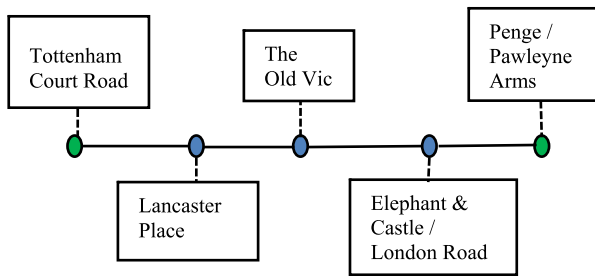 Tottenham
Court Road
Lancaster
Place
The
Old Vic
Elephant &
Castle /
London Road
Penge /
Pawleyne
Arms